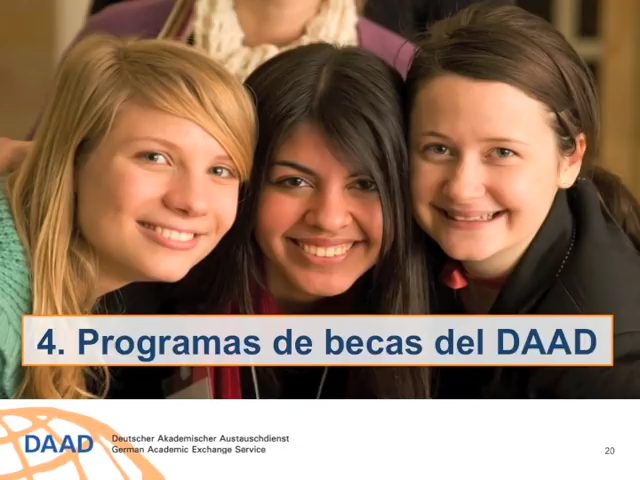 4. Programas de becas del DAAD
DAAD
Deutscher Akademischer Austauschdienst
German Academic Exchange Service
20